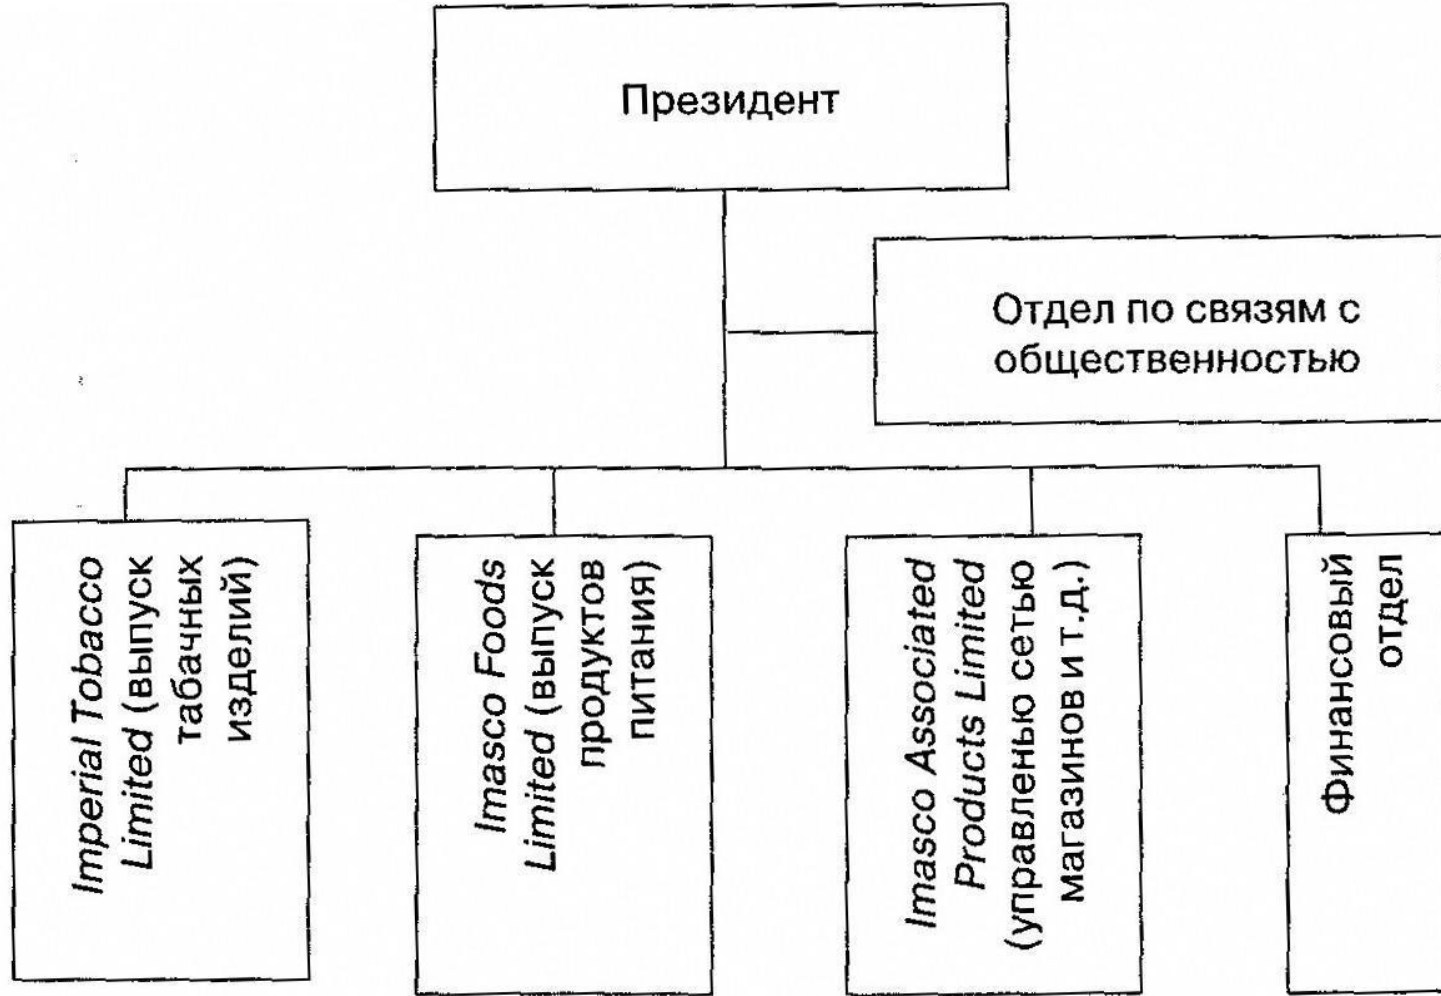 Президент
Отдел по связям с
общественностью
Imperial Tobacco
Limited (выпуск
табачных
изделий)
Imasco Foods
Limited (выпуск
продуктов
питания)
Imasco Associated
Products Limited
(управленью сетью
магазинов и т.д.)
Финансовый
отдел